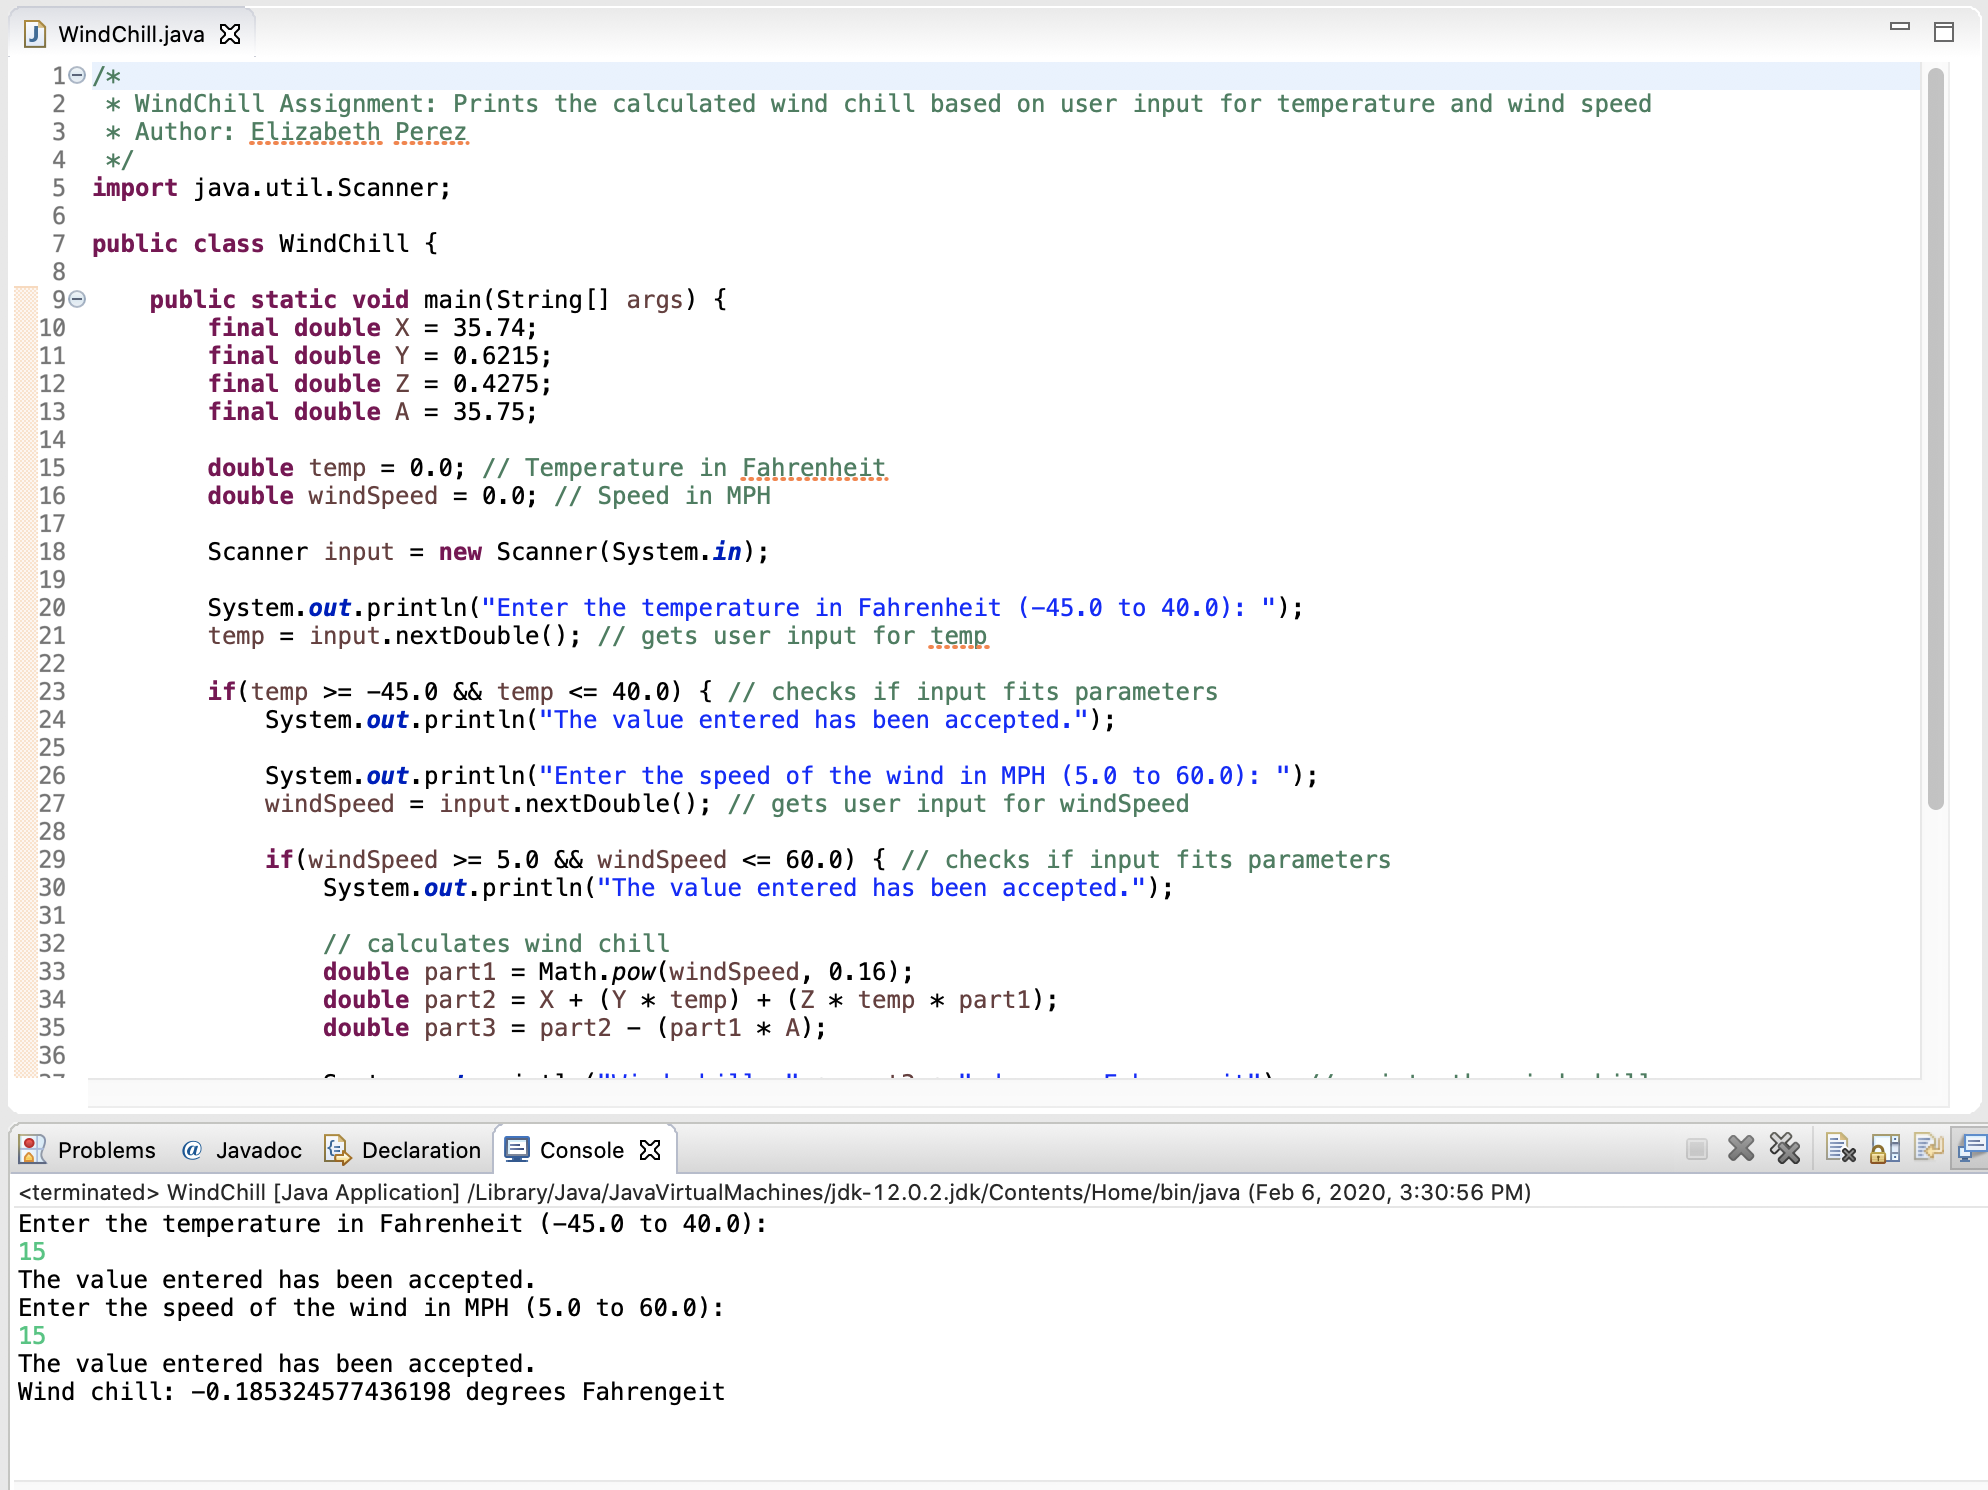 WindChill.java
1 /*
2  * WindChill Assignment: Prints the calculated wind chill based on user input for temperature and wind speed
3  * Author: Elizabeth Perez
4  */
5 import java.util.Scanner;
6
7 public class WindChill {
8
9     public static void main(String[] args) {
10         final double X = 35.74;
11         final double Y = 0.6215;
12         final double Z = 0.4275;
13         final double A = 35.75;
14
15         double temp = 0.0; // Temperature in Fahrenheit
16         double windSpeed = 0.0; // Speed in MPH
17
18         Scanner input = new Scanner(System.in);
19
20         System.out.println("Enter the temperature in Fahrenheit (-45.0 to 40.0): ");
21         temp = input.nextDouble(); // gets user input for temp
22
23         if(temp >= -45.0 && temp <= 40.0) { // checks if input fits parameters
24             System.out.println("The value entered has been accepted.");
25
26             System.out.println("Enter the speed of the wind in MPH (5.0 to 60.0): ");
27             windSpeed = input.nextDouble(); // gets user input for windSpeed
28
29             if(windSpeed >= 5.0 && windSpeed <= 60.0) { // checks if input fits parameters
30                 System.out.println("The value entered has been accepted.");
31
32                 // calculates wind chill
33                 double part1 = Math.pow(windSpeed, 0.16);
34                 double part2 = X + (Y * temp) + (Z * temp * part1);
35                 double part3 = part2 - (part1 * A);
36
Problems @ Javadoc Declaration Console
<terminated> WindChill [Java Application] /Library/Java/JavaVirtualMachines/jdk-12.0.2.jdk/Contents/Home/bin/java (Feb 6, 2020, 3:30:56 PM)
Enter the temperature in Fahrenheit (-45.0 to 40.0):
15
The value entered has been accepted.
Enter the speed of the wind in MPH (5.0 to 60.0):
15
The value entered has been accepted.
Wind chill: -0.185324577436198 degrees Fahrengeit